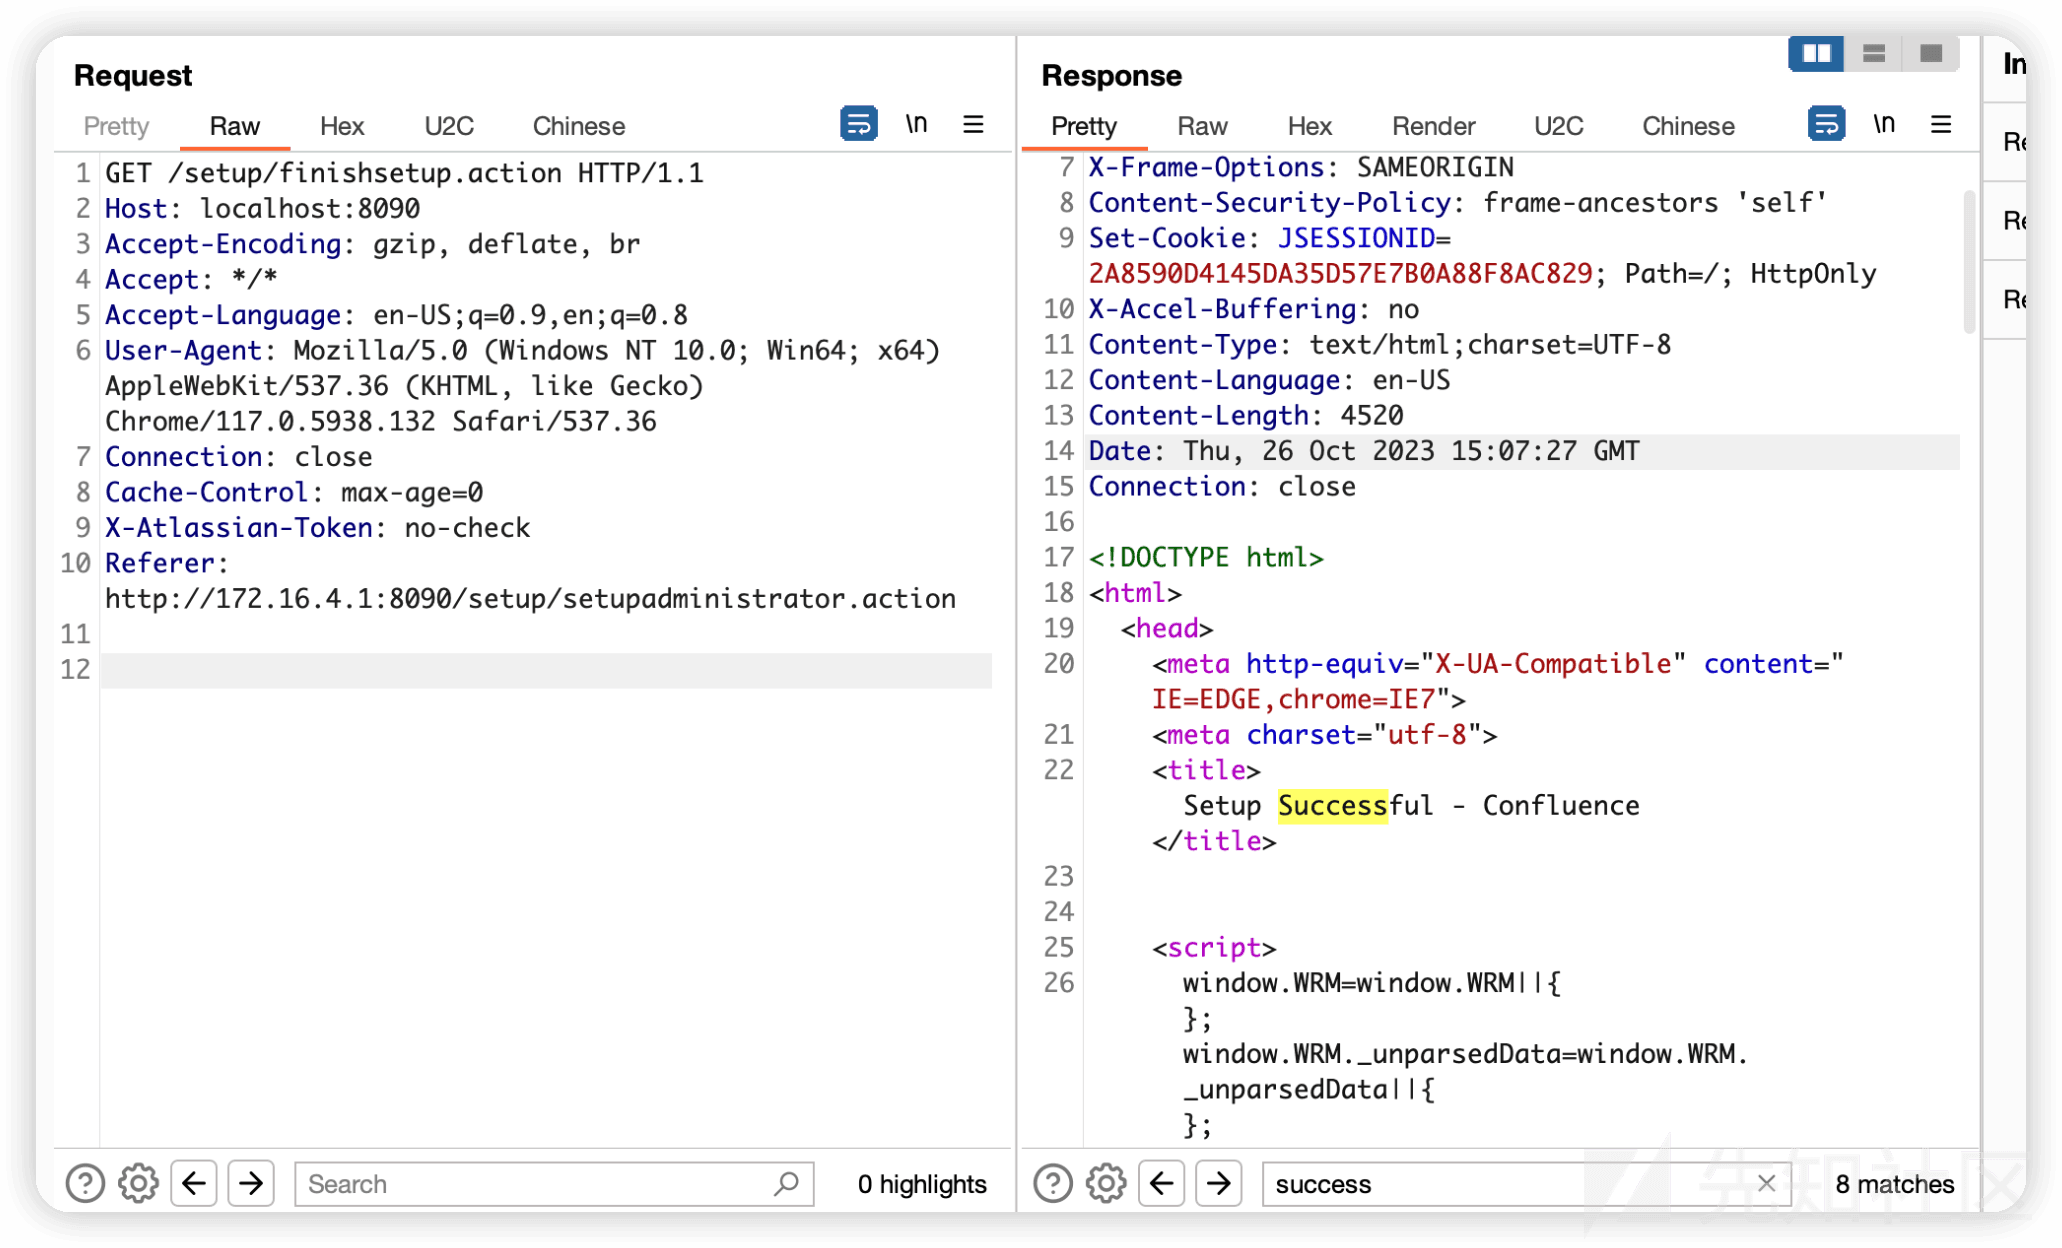 Request
Pretty Raw Hex U2C Chinese \n
1 GET /setup/finishsetup.action HTTP/1.1
2 Host: localhost:8090
3 Accept-Encoding: gzip, deflate, br
4 Accept: */*
5 Accept-Language: en-US;q=0.9,en;q=0.8
6 User-Agent: Mozilla/5.0 (Windows NT 10.0; Win64; x64)
AppleWebKit/537.36 (KHTML, like Gecko)
Chrome/117.0.5938.132 Safari/537.36
7 Connection: close
8 Cache-Control: max-age=0
9 X-Atlassian-Token: no-check
10 Referer:
http://172.16.4.1:8090/setup/setupadministrator.action
11
12
Search 0 highlights
Response
Pretty Raw Hex Render U2C Chinese \n
7 X-Frame-Options: SAMEORIGIN
8 Content-Security-Policy: frame-ancestors 'self'
9 Set-Cookie: JSESSIONID=
2A8590D4145DA35D57E7B0A88F8AC829; Path=/; HttpOnly
10 X-Accel-Buffering: no
11 Content-Type: text/html;charset=UTF-8
12 Content-Language: en-US
13 Content-Length: 4520
14 Date: Thu, 26 Oct 2023 15:07:27 GMT
15 Connection: close
16
17 <!DOCTYPE html>
18 <html>
19 <head>
20 <meta http-equiv="X-UA-Compatible" content="
IE=EDGE,chrome=IE7">
21 <meta charset="utf-8">
22 <title>
Setup Successful - Confluence
</title>
23
24
25 <script>
26 window.WRM=window.WRM||{
};
window.WRM._unparsedData=window.WRM.
_unparsedData||{
};
success 8 matches
In
Re
Re
Re
先知社区